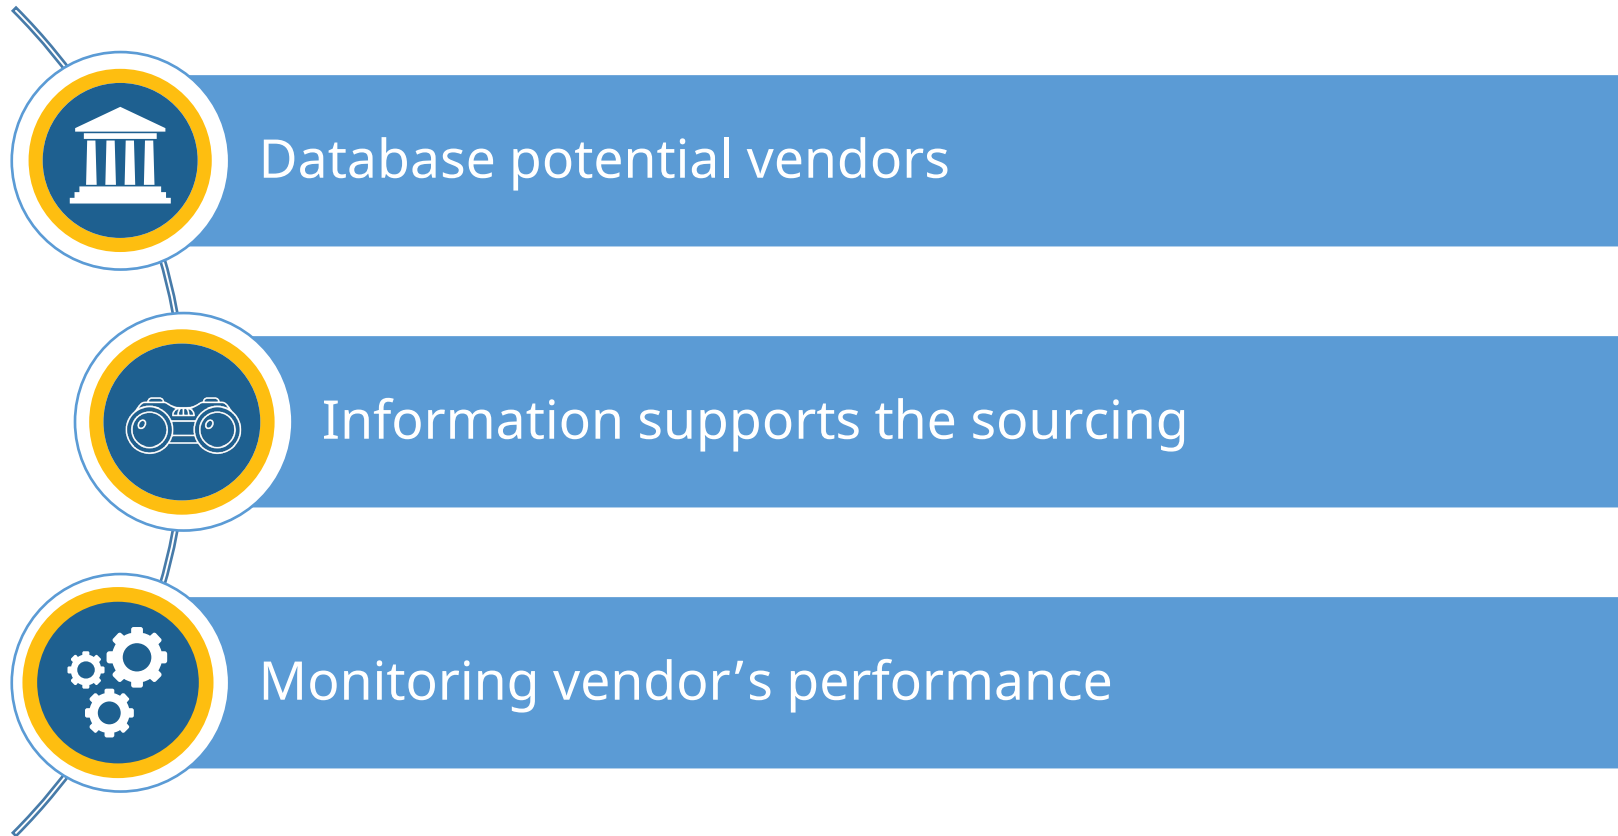 Database potential vendors
Information supports the sourcing
Monitoring vendor’s performance